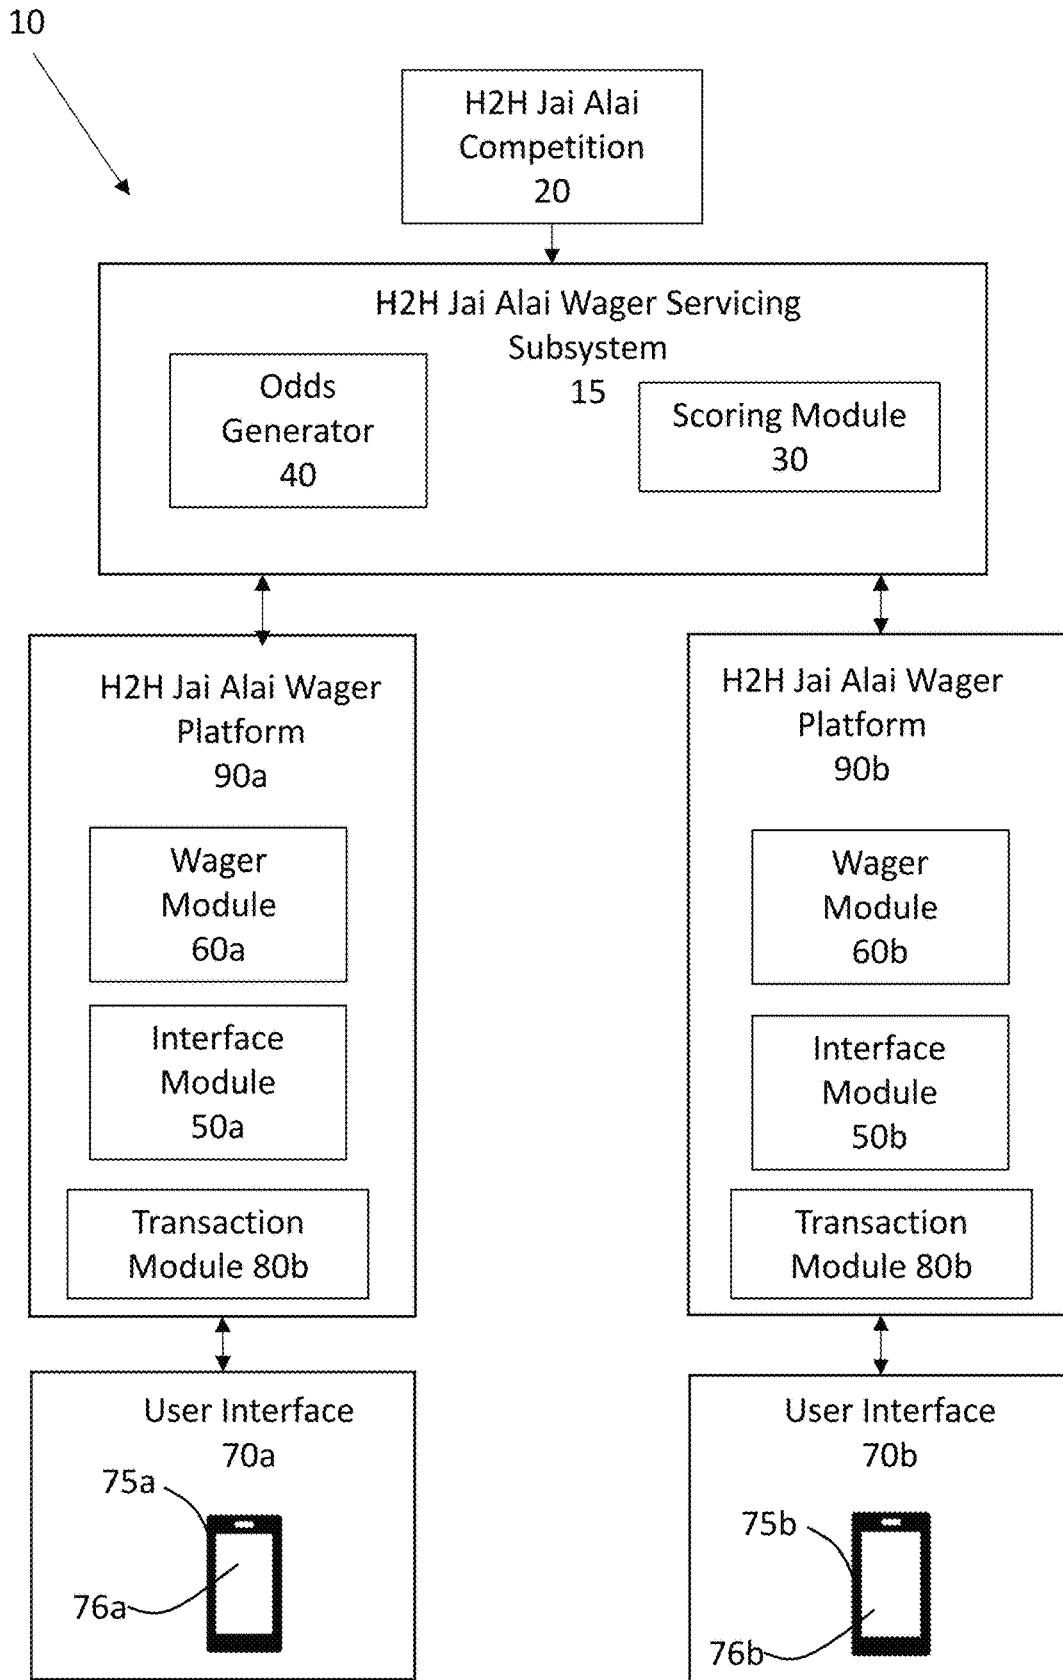 10
H2H Jai Alai
Competition
20
H2H Jai Alai Wager Servicing
Subsystem
15
Odds
Generator
40
Scoring Module
30
H2H Jai Alai Wager
Platform
90a
Wager
Module
60a
Interface
Module
50a
Transaction
Module 80b
User Interface
70a
75a
76a
H2H Jai Alai Wager
Platform
90b
Wager
Module
60b
Interface
Module
50b
Transaction
Module 80b
User Interface
70b
75b
76b